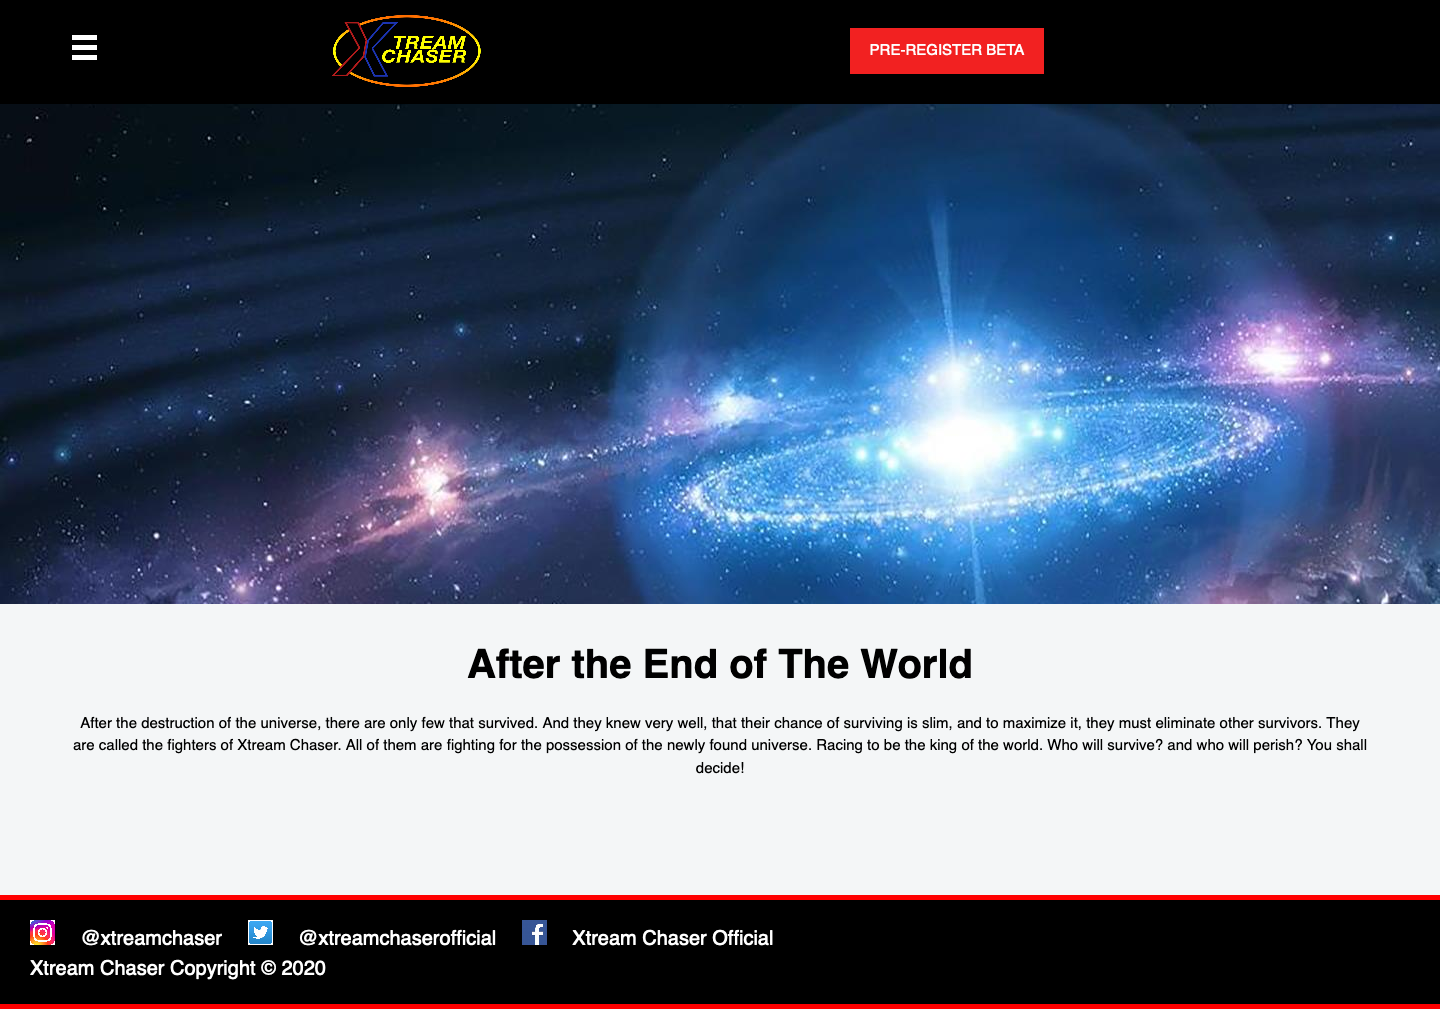 XTREAM
CHASER
PRE-REGISTER BETA
After the End of The World
After the destruction of the universe, there are only few that survived. And they knew very well, that their chance of surviving is slim, and to maximize it, they must eliminate other survivors. They
are called the fighters of Xtream Chaser. All of them are fighting for the possession of the newly found universe. Racing to be the king of the world. Who will survive? and who will perish? You shall
decide!
@xtreamchaser @xtreamchaserofficial Xtream Chaser Official
Xtream Chaser Copyright © 2020